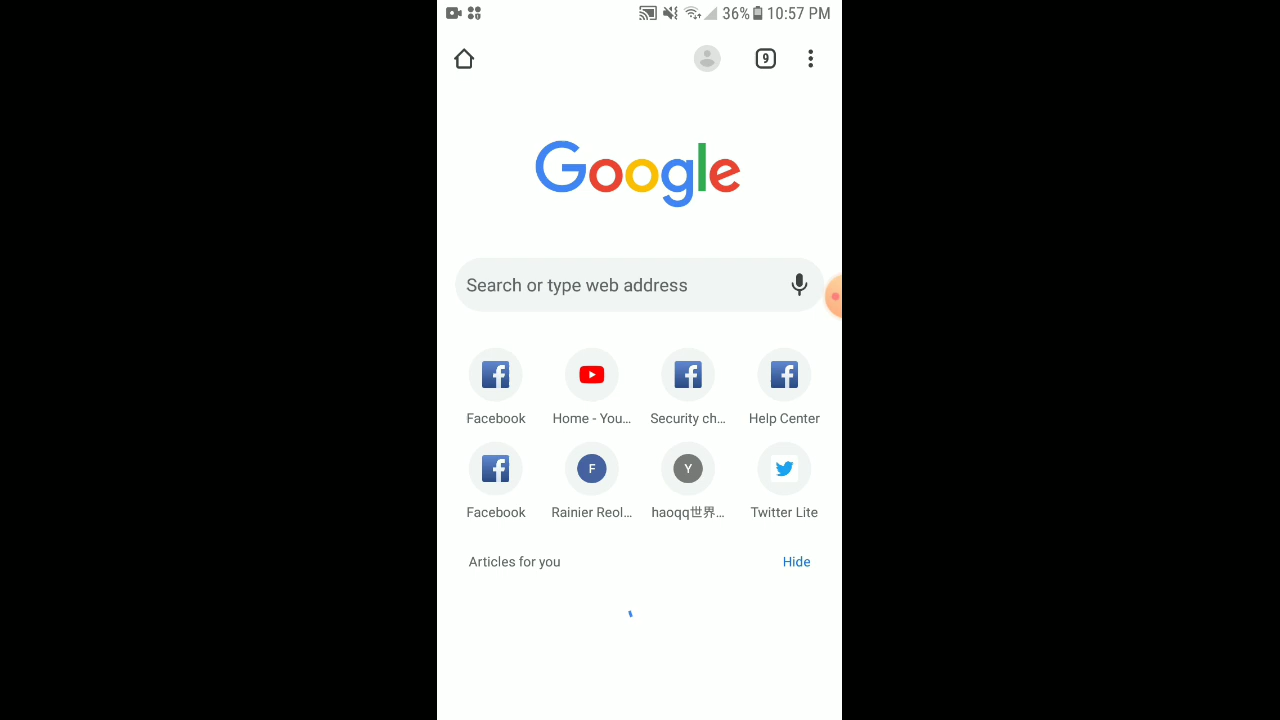 36% 10:57 PM
9
Google
Search or type web address
Facebook Home - You... Security ch... Help Center
F Y
Facebook Rainier Reol... haoqq世界... Twitter Lite
Articles for you Hide